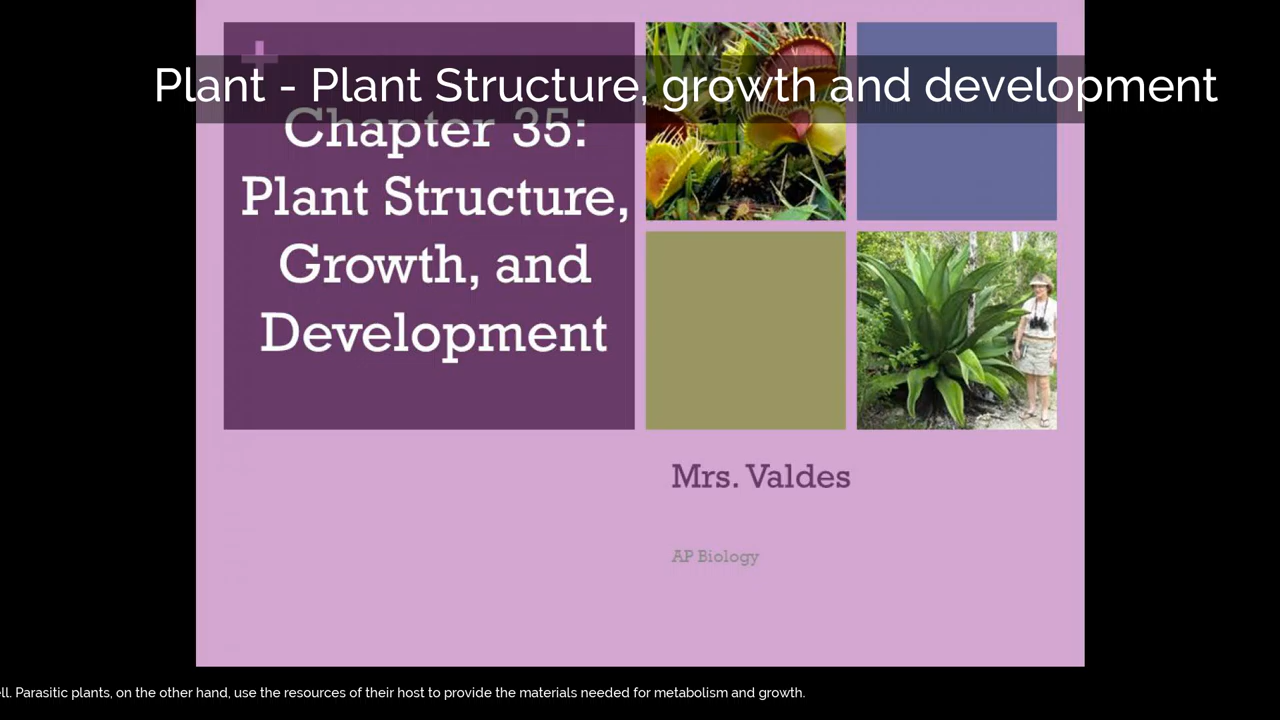 +
Plant - Plant Structure, growth and development
Chapter 35:
Plant Structure,
Growth, and
Development
Mrs. Valdes
AP Biology
Parasitic plants, on the other hand, use the resources of their host to provide the materials needed for metabolism and growth.